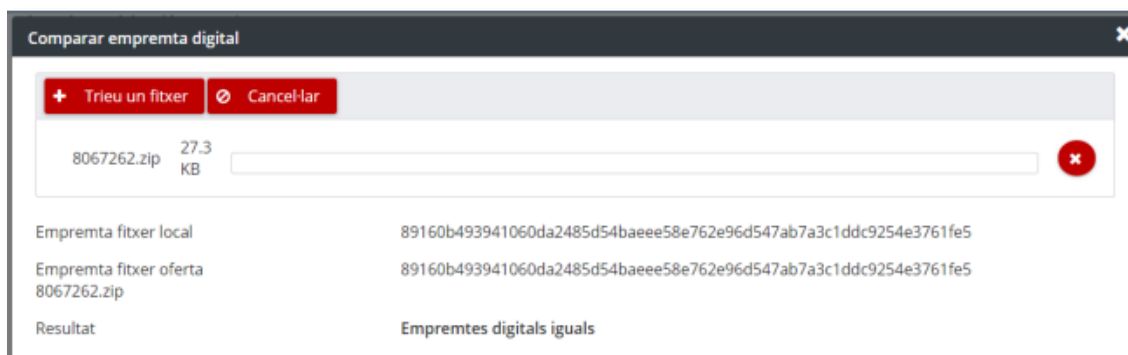 Comparar empremta digital
Trieu un fitxer Cancel·lar
8067262.zip 27.3 KB
Empremta fitxer local 89160b493941060da2485d54baeee58e762e96d547ab7a3c1ddc9254e3761fe5
Empremta fitxer oferta 8067262.zip 89160b493941060da2485d54baeee58e762e96d547ab7a3c1ddc9254e3761fe5
Resultat Empremtes digitals iguals